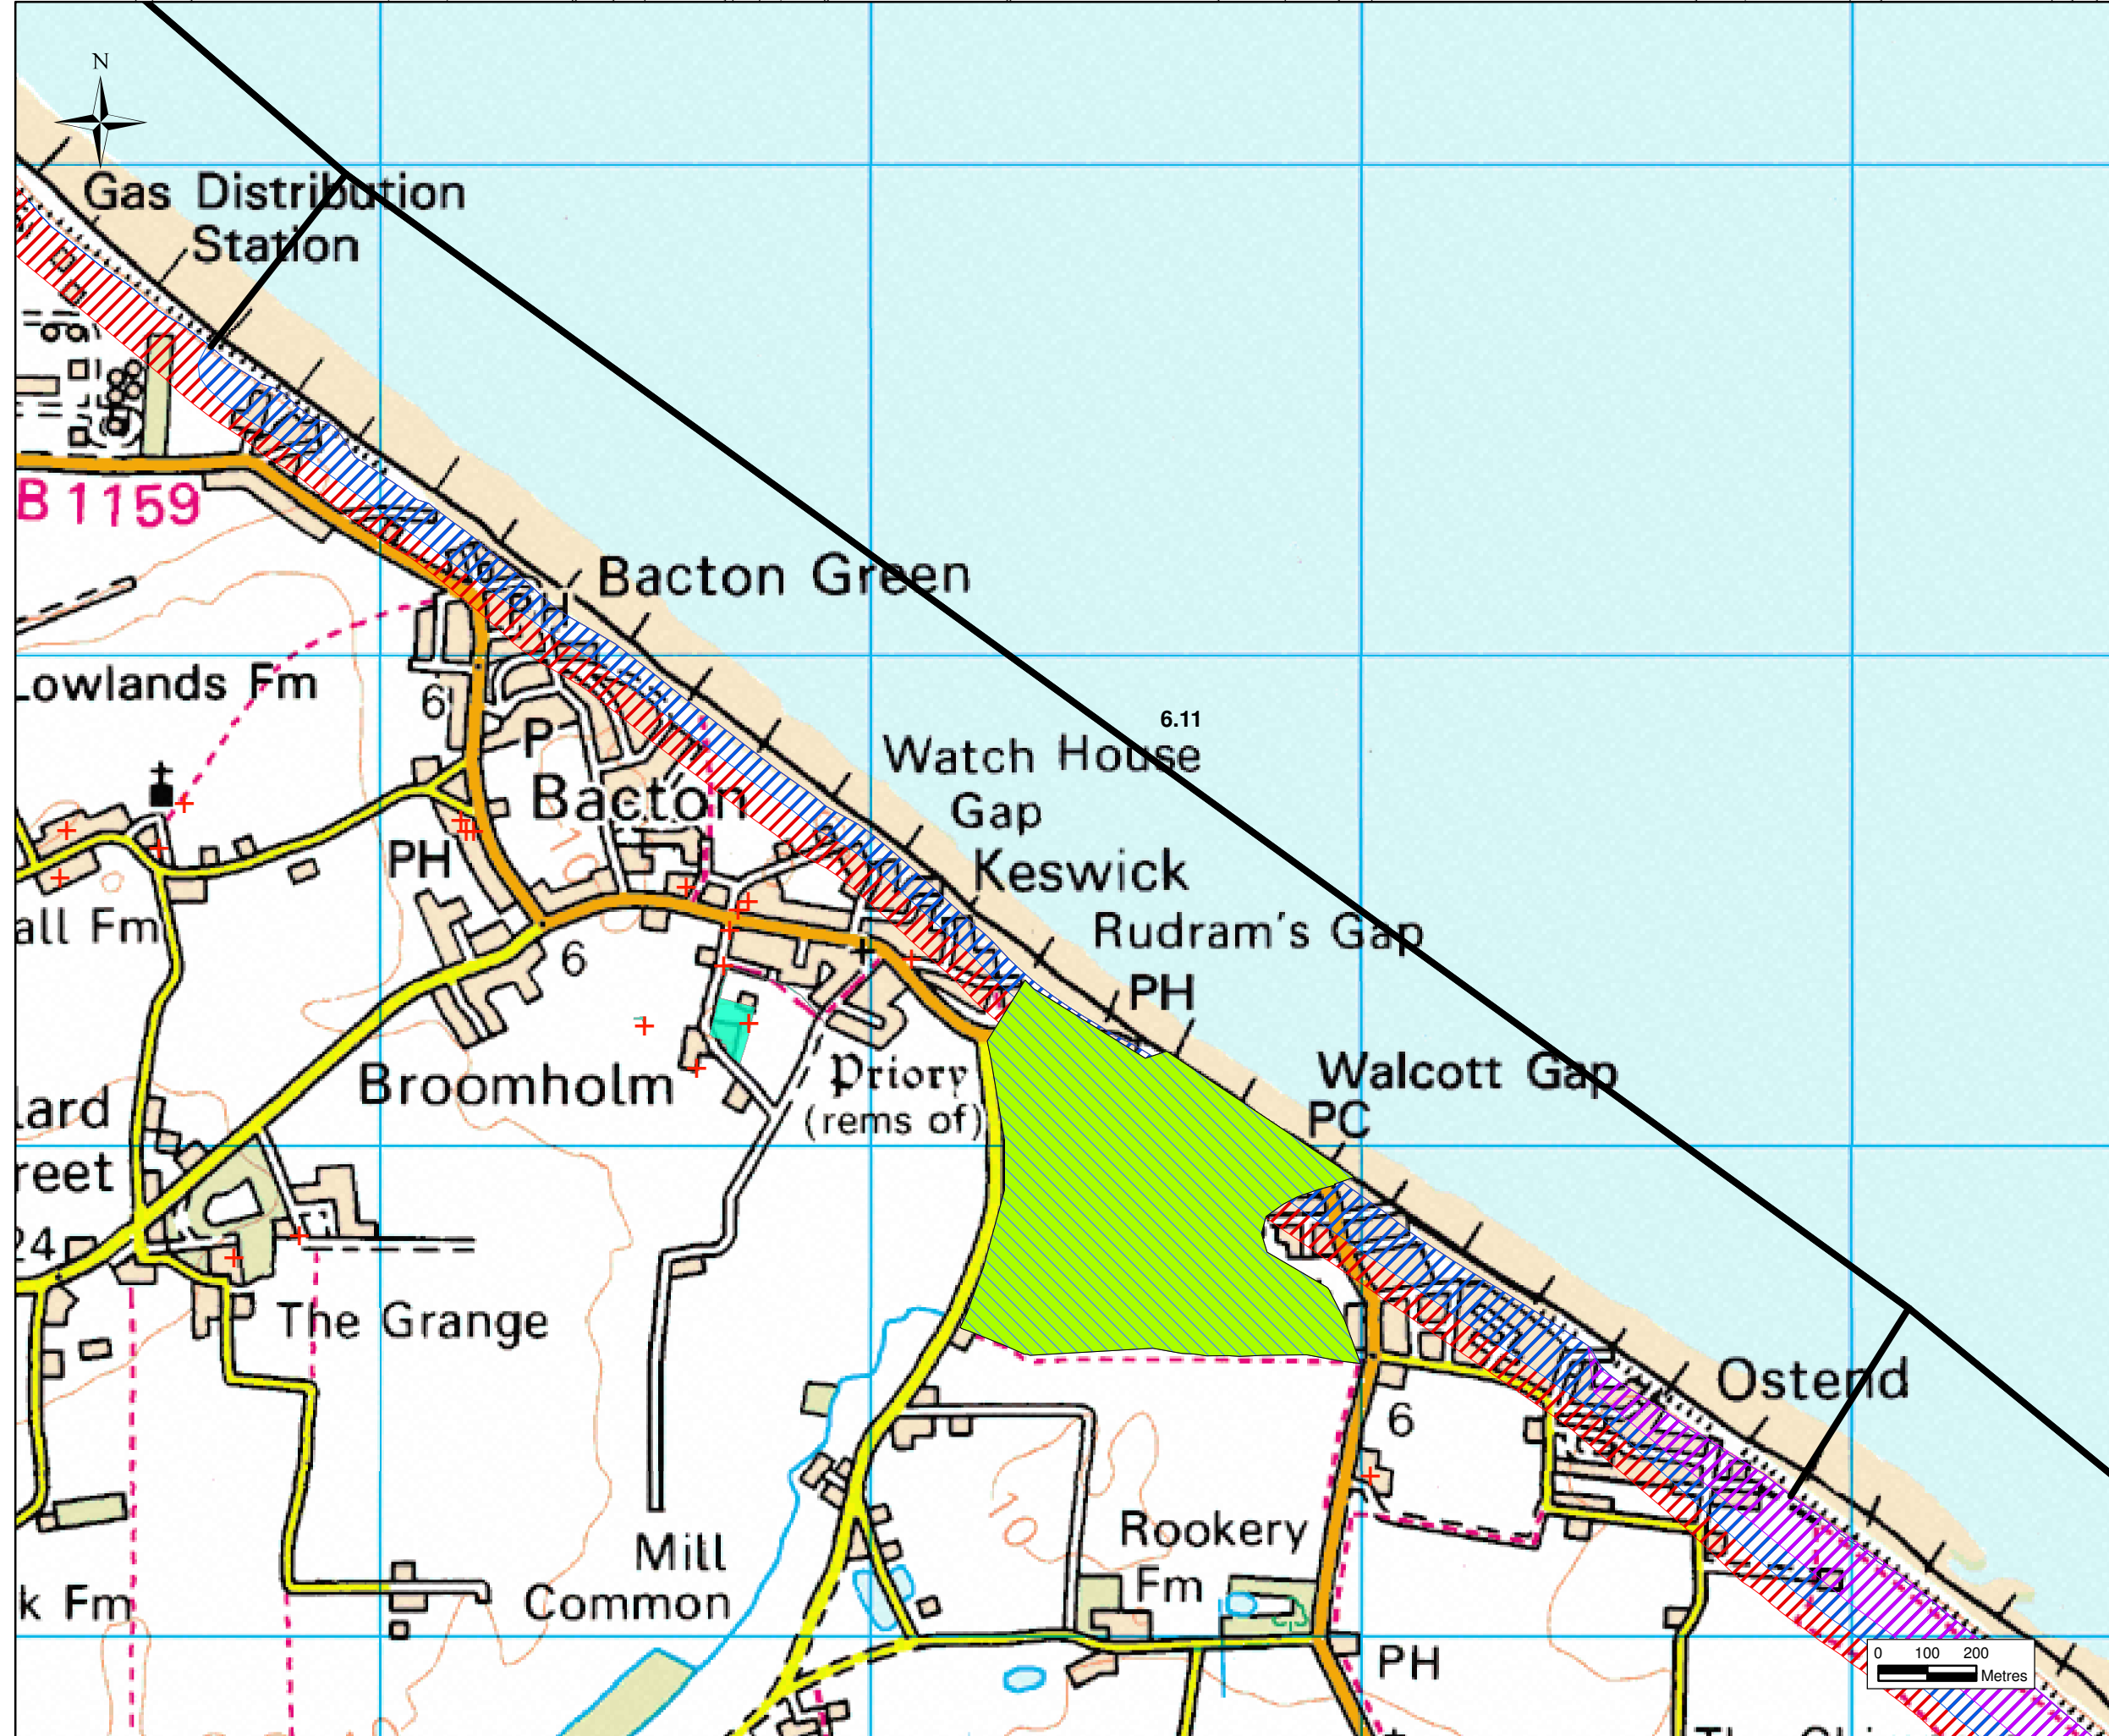 N
Gas Distribution
Station
B 1159
Bacton Green
Lowlands Fm
6
P
6.11
Watch House
Gap
Bacton
PH
Keswick
Rudram's Gap
all Fm
6
PH
10
Broomholm
Priory
(rems of)
Walcott Gap
PC
lard
reet
24
The Grange
Ostend
6
10
Rookery
Fm
Mill
Common
k Fm
PH
0 100 200
Metres